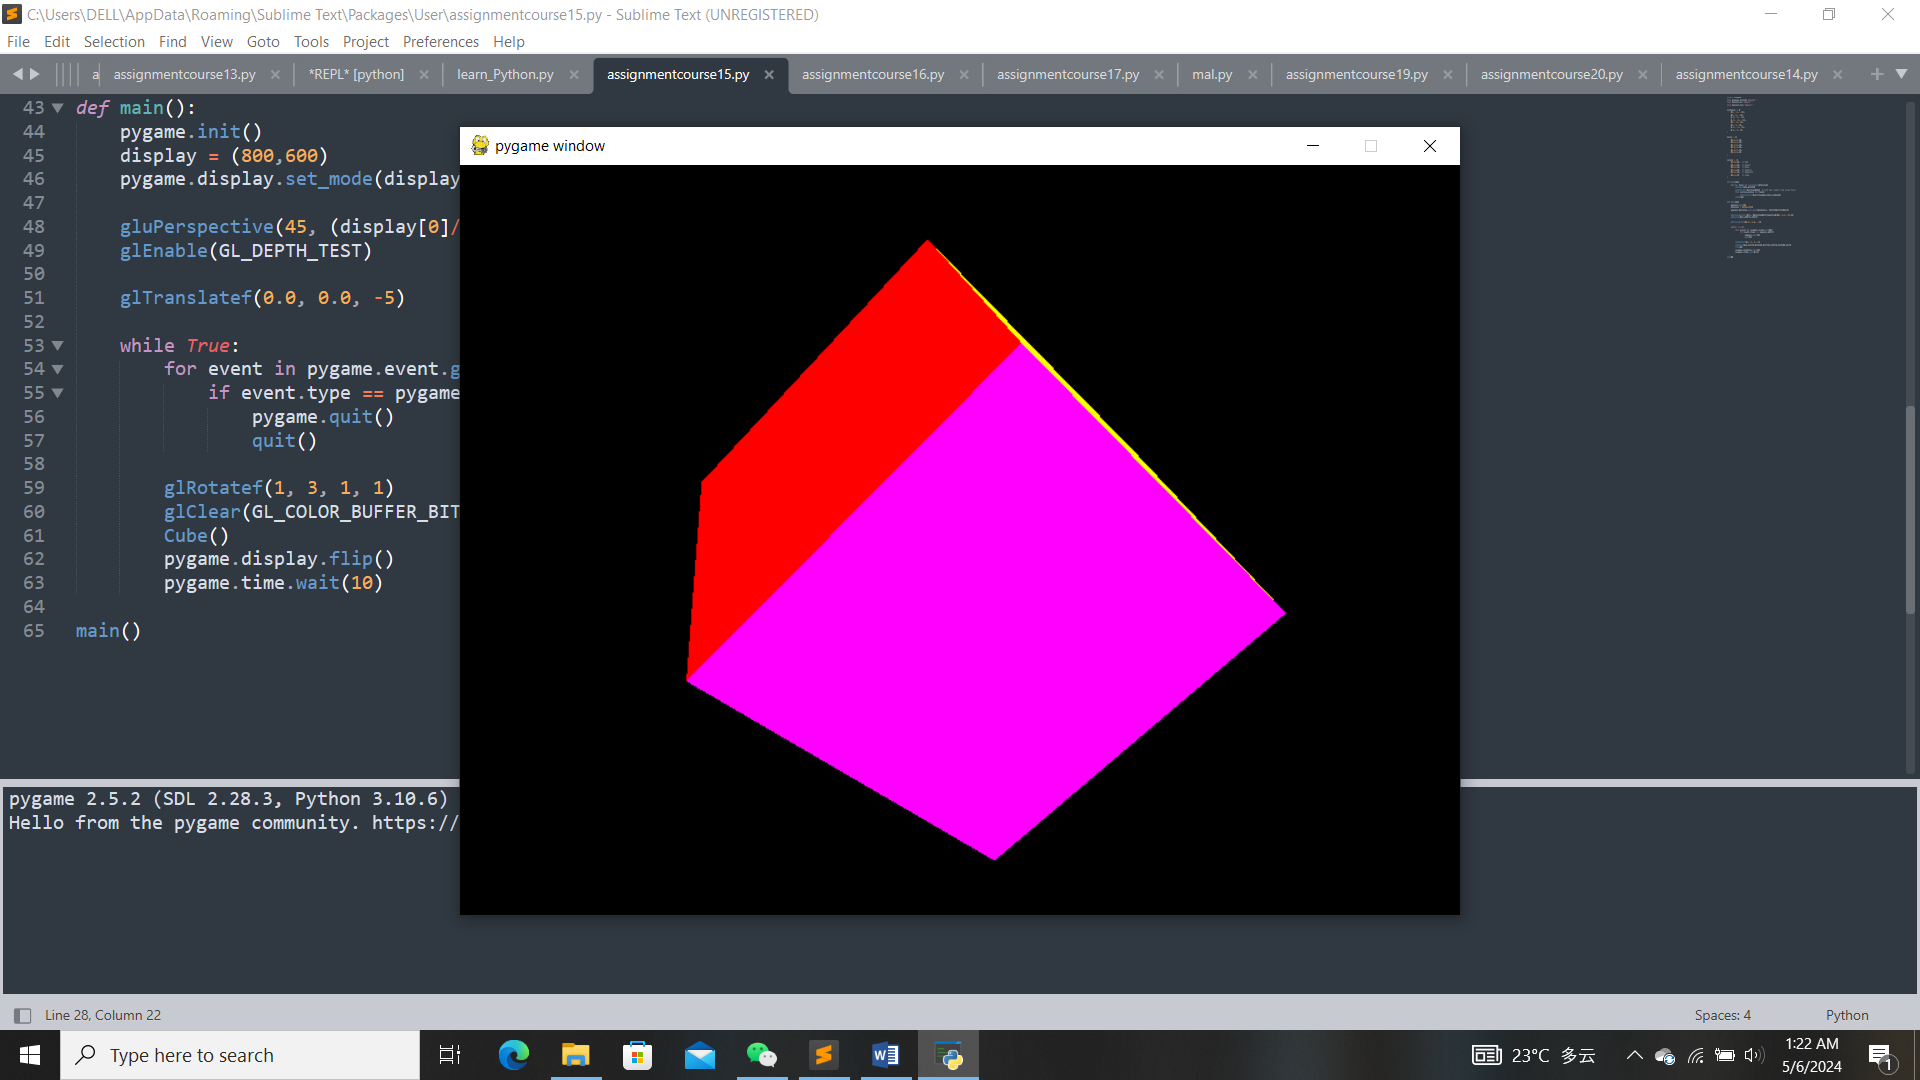 C:\Users\DELL\AppData\Roaming\Sublime Text\Packages\User\assignmentcourse15.py - Sublime Text (UNREGISTERED)
File Edit Selection Find View Goto Tools Project Preferences Help
a assignmentcourse13.py *REPL* [python] learn_Python.py assignmentcourse15.py assignmentcourse16.py assignmentcourse17.py mal.py assignmentcourse19.py assignmentcourse20.py assignmentcourse14.py
43 def main():
44 pygame.init()
45 display = (800,600)
46 pygame.display.set_mode(display
47
48 gluPerspective(45, (display[0]/
49 glEnable(GL_DEPTH_TEST)
50
51 glTranslatef(0.0, 0.0, -5)
52
53 while True:
54 for event in pygame.event.g
55 if event.type == pygame
56 pygame.quit()
57 quit()
58
59 glRotatef(1, 3, 1, 1)
60 glClear(GL_COLOR_BUFFER_BIT
61 Cube()
62 pygame.display.flip()
63 pygame.time.wait(10)
64
65 main()
pygame window
pygame 2.5.2 (SDL 2.28.3, Python 3.10.6)
Hello from the pygame community. https://
Line 28, Column 22 Spaces: 4 Python
Type here to search
23°C 多云
1:22 AM
5/6/2024
1